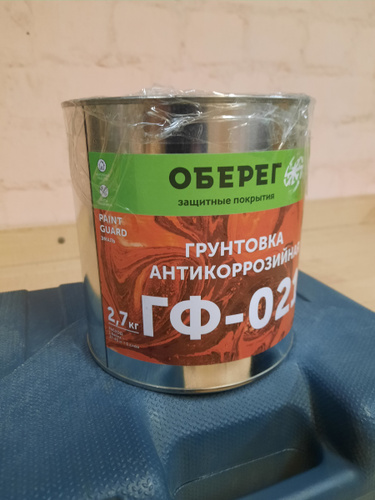 ОБЕРЕГ
защитные покрытия
PAINT
GUARD
ГРУНТОВКА
АНТИКОРРОЗИЙНАЯ
ГФ-021
2,7 кг